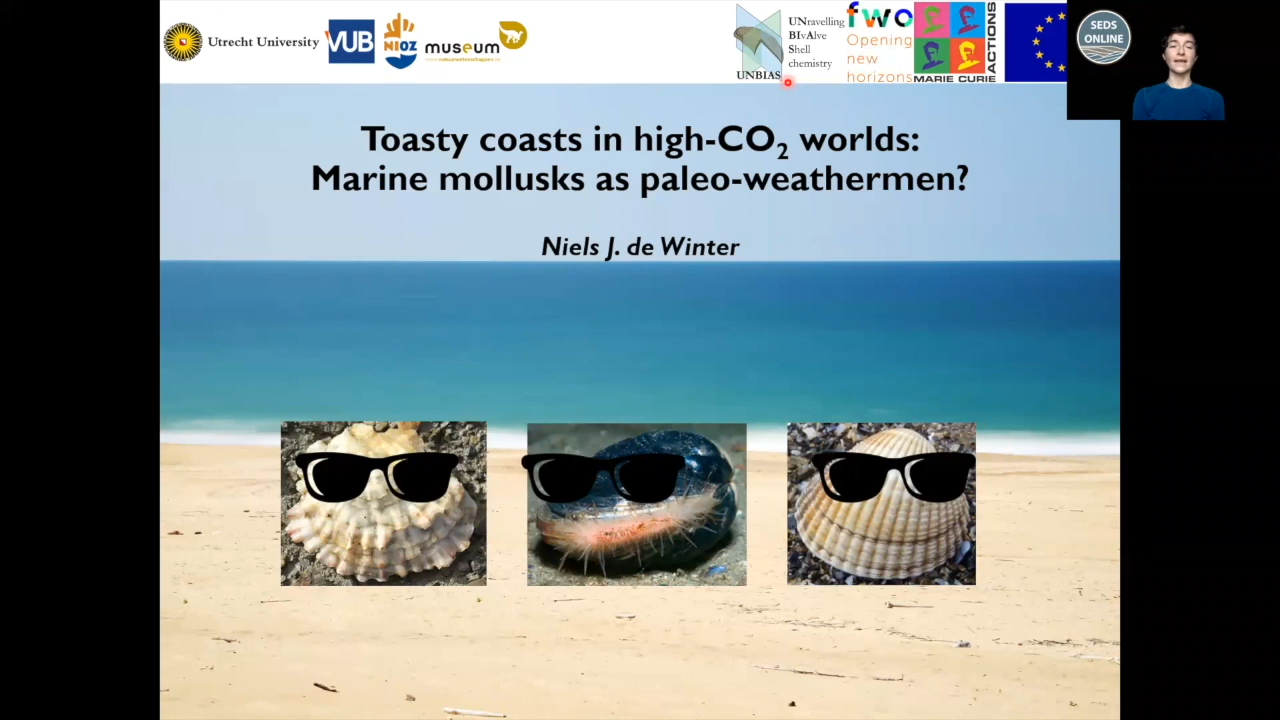 Utrecht University
VUB
NIOZ
museum
UNBIAS
UNravelling
BIvAlve
Shell
chemistry
fwo
Opening
new
horizons
MARIE CURIE
ACTIONS
SEDS
ONLINE
Toasty coasts in high-CO₂ worlds:
Marine mollusks as paleo-weathermen?
Niels J. de Winter